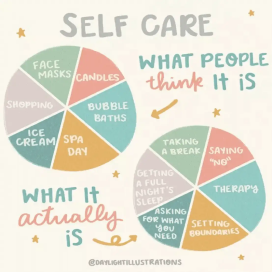 SELF CARE
WHAT PEOPLE
think IT IS
FACE
MASKS
CANDLES
BUBBLE
BATHS
SPA
DAY
ICE
CREAM
SHOPPING
WHAT IT
actually
iS
TAKING
A BREAK
SAYING
"NO"
THERAPY
SETTING
BOUNDARIES
ASKING
FOR WHAT
YOU
NEED
GETTING
A FULL
NIGHT'S
SLEEP
@DAYLIGHTILLUSTRATIONS